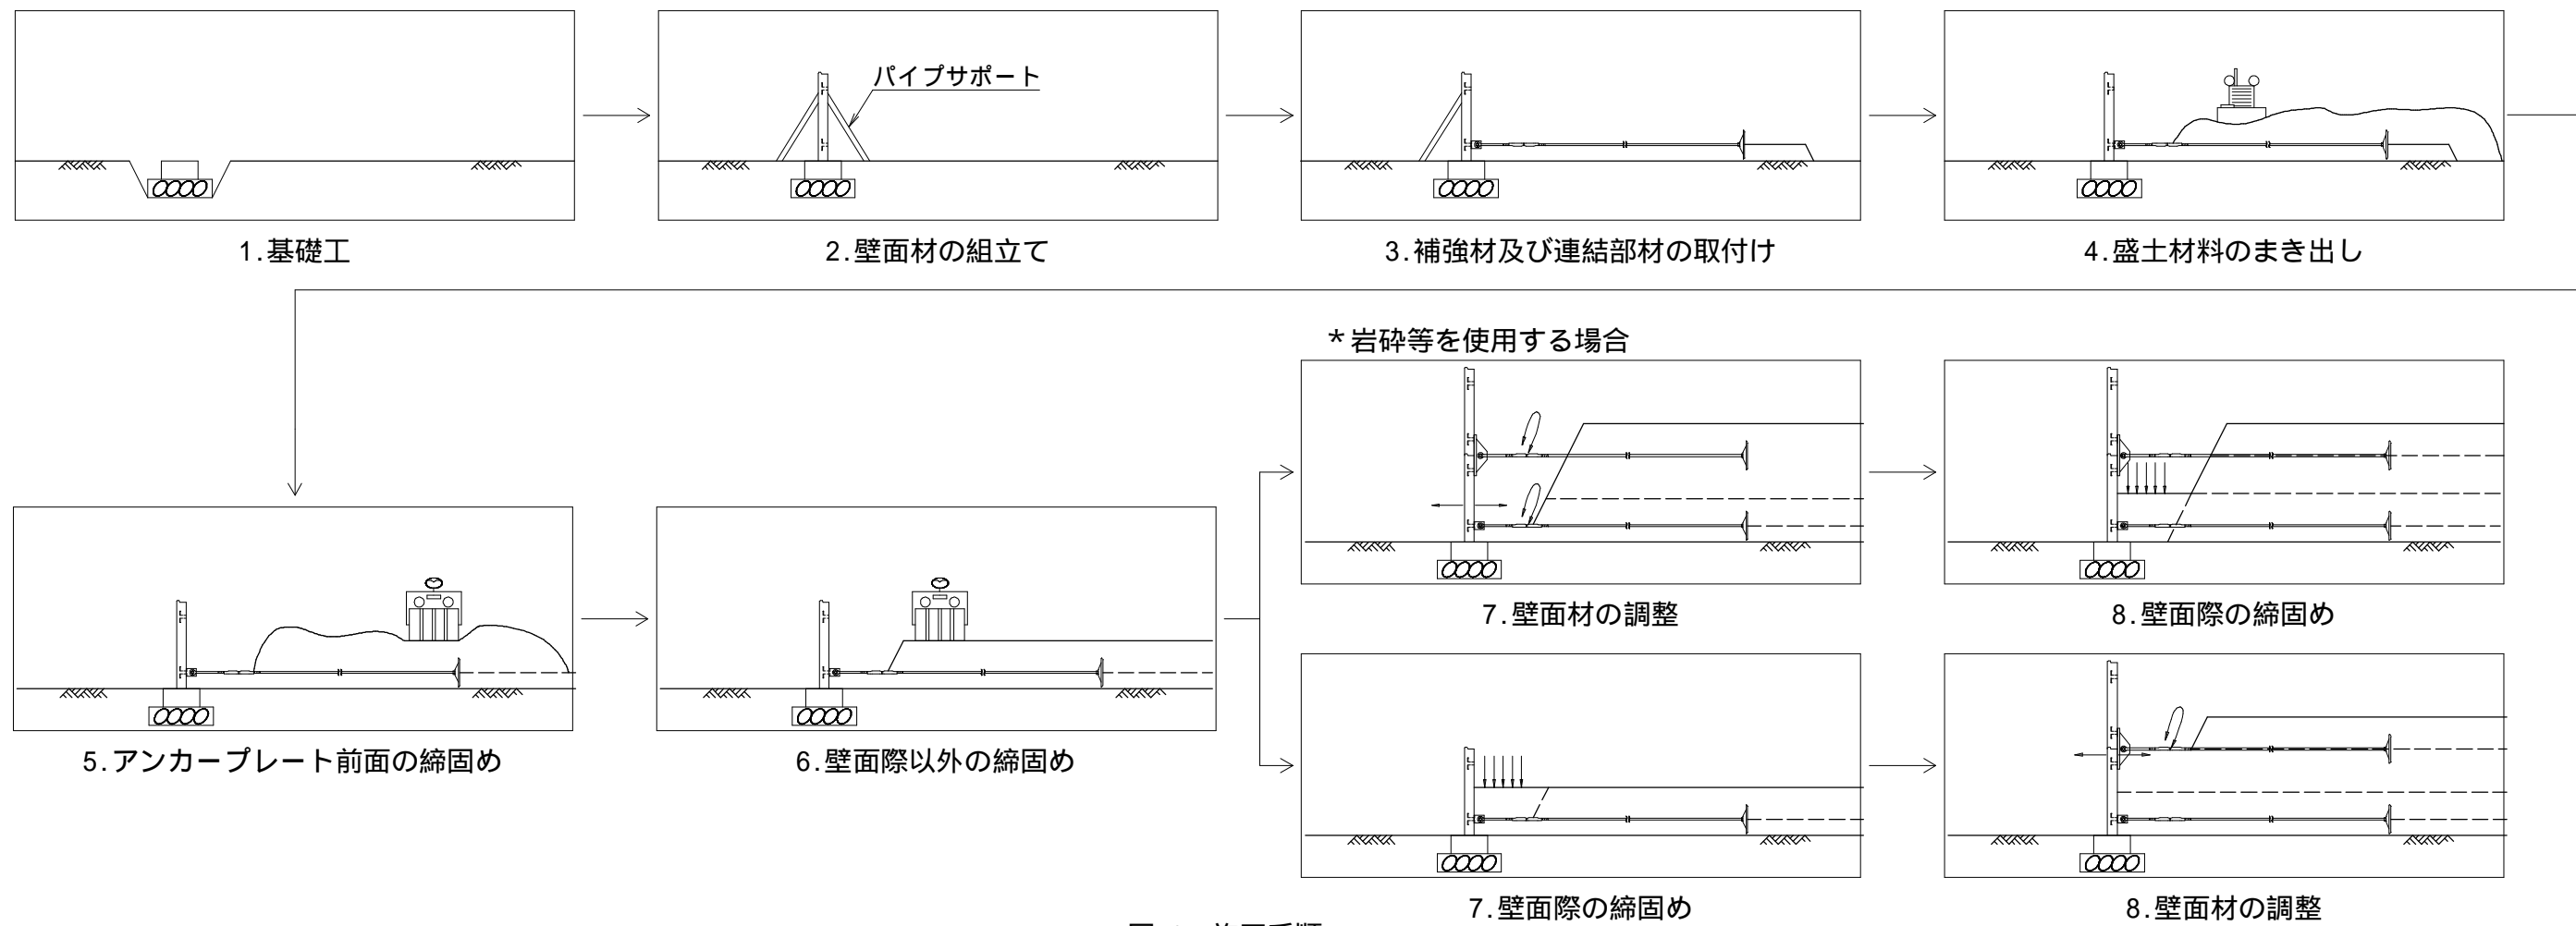 パイプサポート
1.基礎工
2.壁面材の組立て
3.補強材及び連結部材の取付け
4.盛土材料のまき出し
*岩砕等を使用する場合
7.壁面材の調整
8.壁面際の締固め
5.アンカープレート前面の締固め
6.壁面際以外の締固め
7.壁面際の締固め
8.壁面材の調整